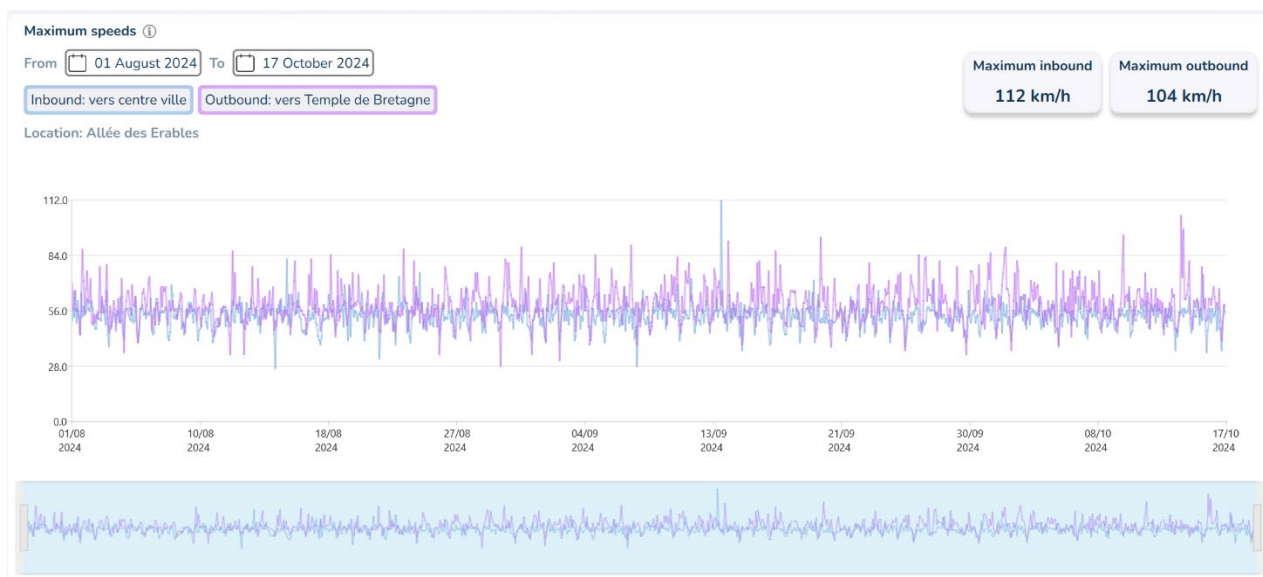 Maximum speeds
From 01 August 2024 To 17 October 2024
Maximum inbound
112 km/h
Maximum outbound
104 km/h
Inbound: vers centre ville
Outbound: vers Temple de Bretagne
Location: Allée des Erables
112.0
84.0
56.0
28.0
0.0
01/08 2024
10/08 2024
18/08 2024
27/08 2024
04/09 2024
13/09 2024
21/09 2024
30/09 2024
08/10 2024
17/10 2024